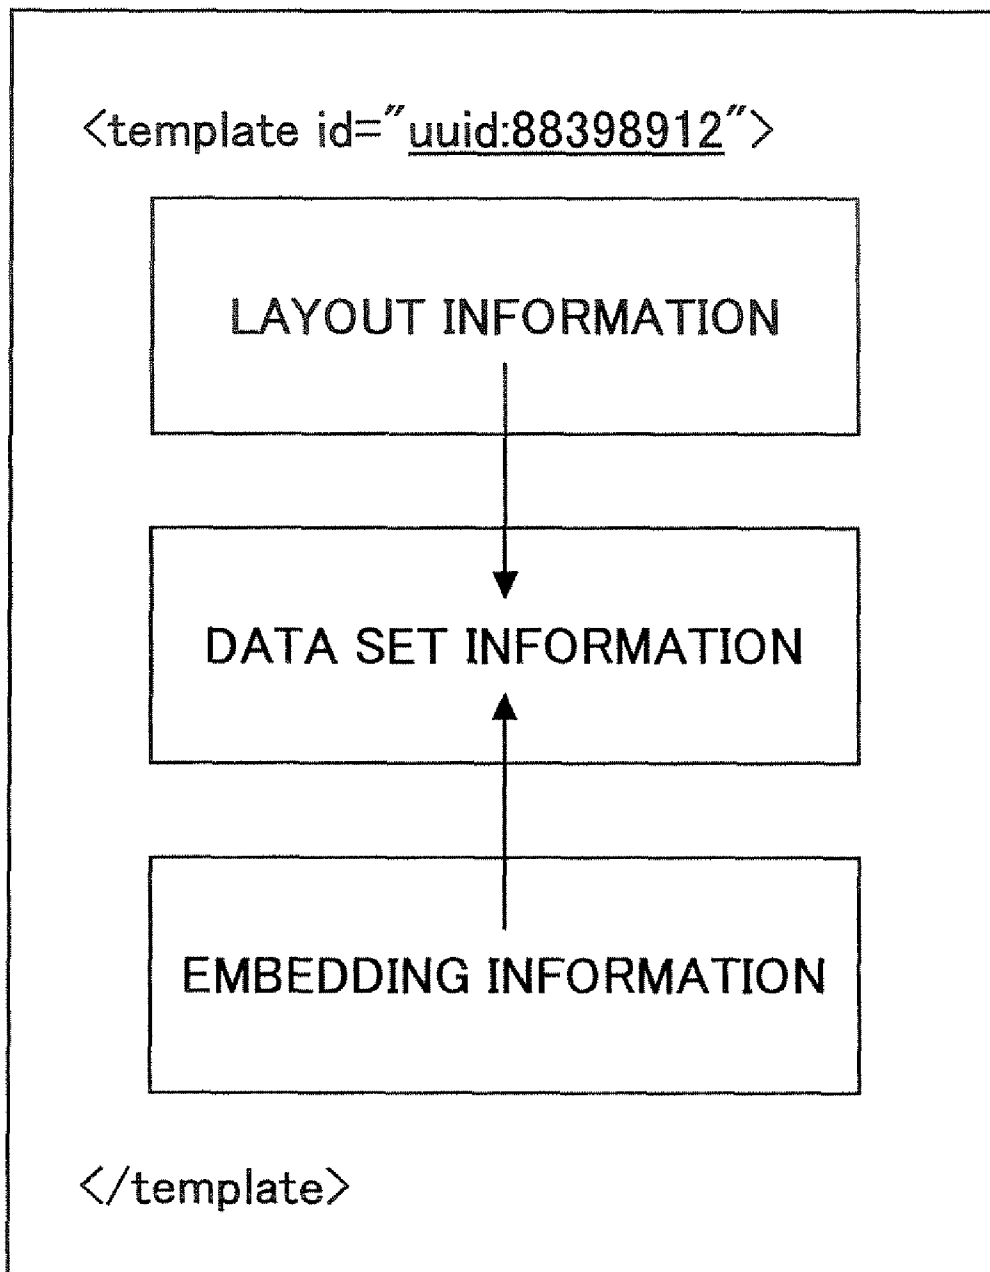 <template id="uuid:88398912">
LAYOUT INFORMATION
DATA SET INFORMATION
EMBEDDING INFORMATION
</template>